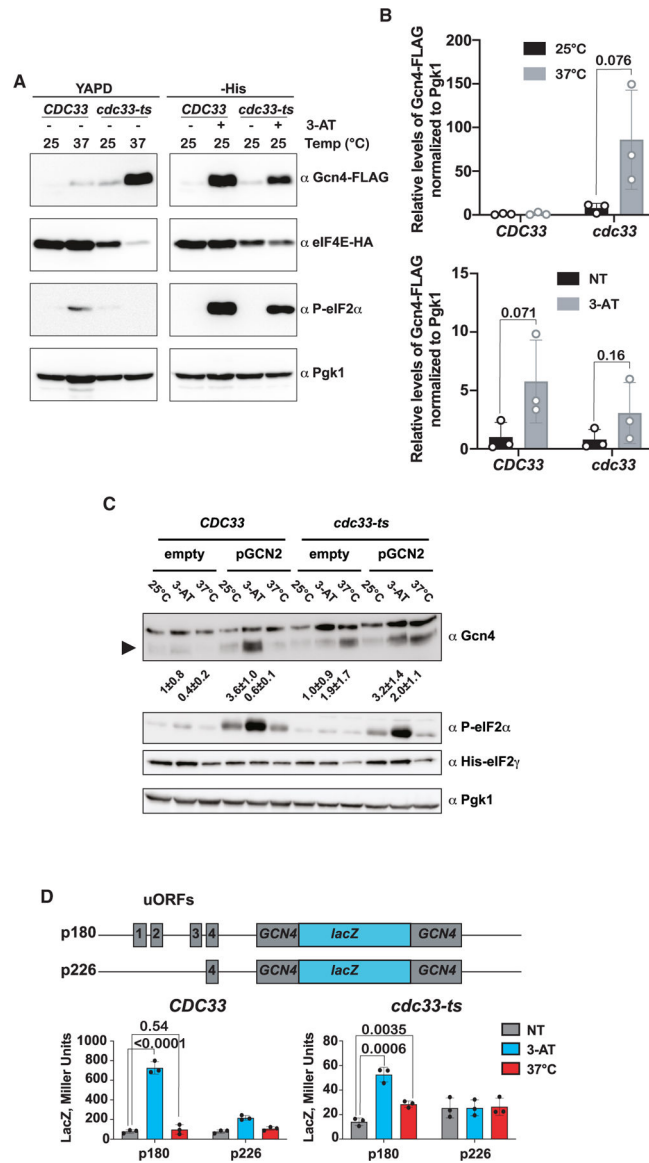 A
YAPD
-His
CDC33 cdc33-ts CDC33 cdc33-ts
- - - - - + - + 3-AT
25 37 25 37 25 25 25 25 Temp (°C)
α Gcn4-FLAG
α eIF4E-HA
P-eIF2α
α Pgk1
B
Relative levels of Gcn4-FLAG
normalized to Pgk1
200
150
100
50
0
25°C
37°C
0.076
CDC33 cdc33
Relative levels of Gcn4-FLAG
normalized to Pgk1
15
10
5
0
NT
3-AT
0.071
0.16
CDC33 cdc33
C
CDC33 cdc33-ts
empty pGCN2 empty pGCN2
25°C 3-AT 37°C 25°C 3-AT 37°C 25°C 3-AT 37°C 25°C 3-AT 37°C
α Gcn4
1±0.8 0.4±0.2 3.6±1.0 0.6±0.1 1.0±0.9 1.9±1.7 3.2±1.4 2.0±1.1
α P-eIF2α
α His-eIF2γ
α Pgk1
D
uORFs
p180 1 2 3 4 GCN4 lacZ GCN4
p226 4 GCN4 lacZ GCN4
CDC33
LacZ, Miller Units
1000
800
600
400
200
0
0.54
<0.0001
p180 p226
cdc33-ts
LacZ, Miller Units
80
60
40
20
0
0.0035
0.0006
p180 p226
NT
3-AT
37°C